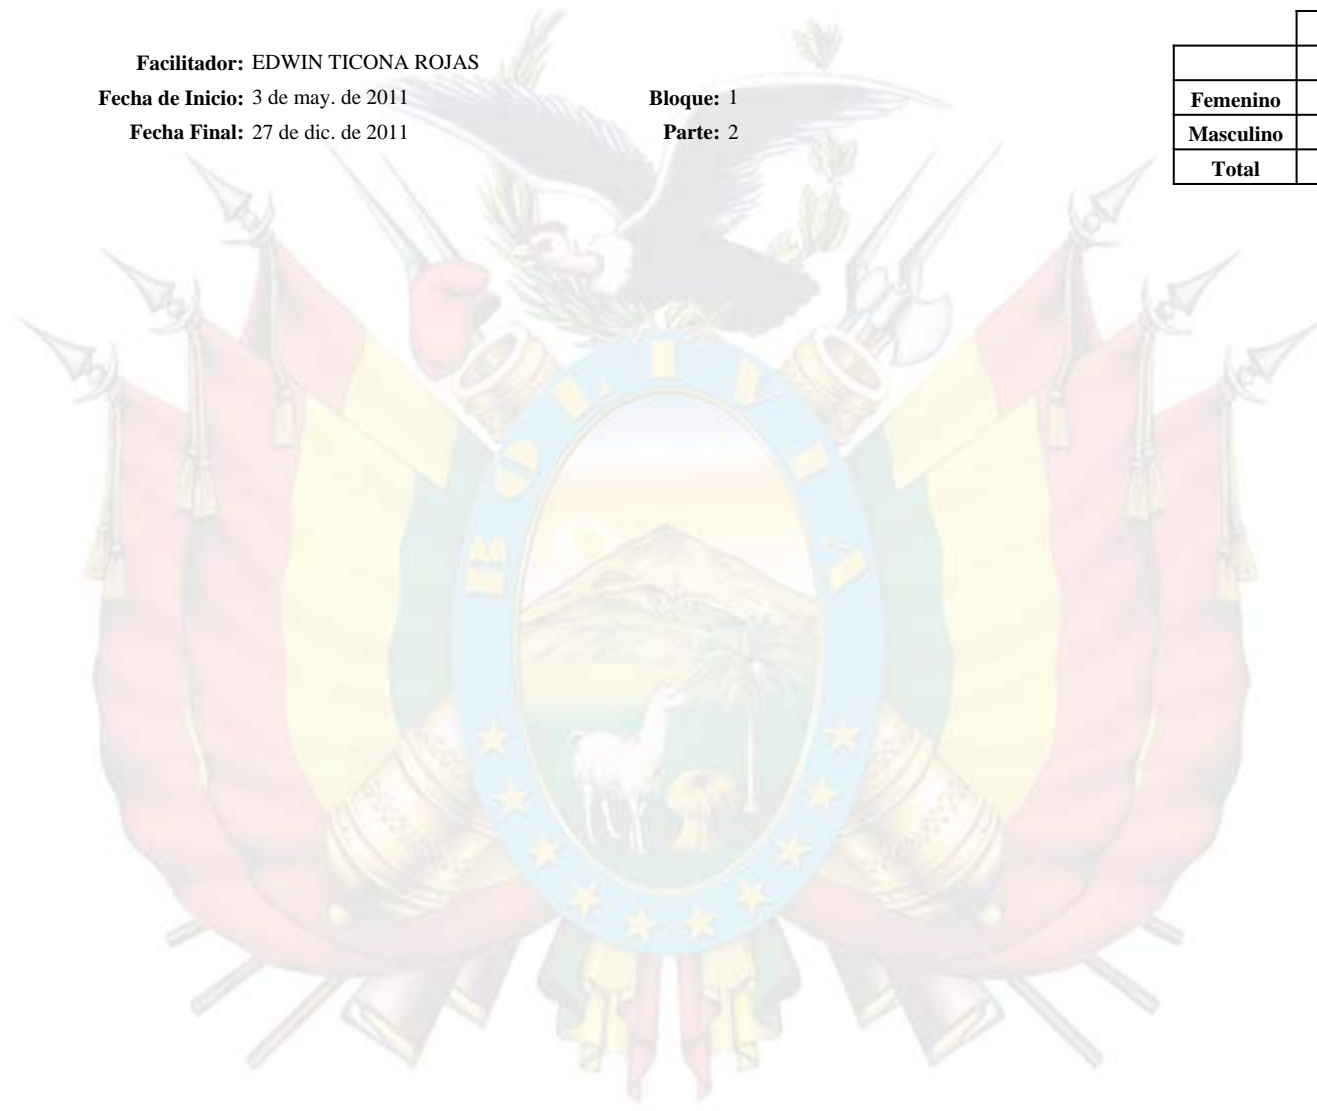 Facilitador: EDWIN TICONA ROJAS
Fecha de Inicio: 3 de may. de 2011 Bloque: 1
Fecha Final: 27 de dic. de 2011 Parte: 2
Femenino
Masculino
Total
BOLIVIA